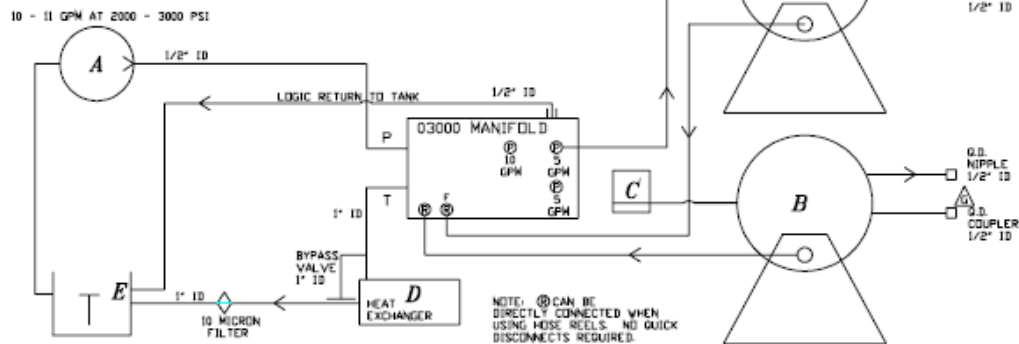 10 - 11 GPM AT 2000 - 3000 PSI
1/2" ID
A
1/2" ID
LOGIC RETURN TO TANK
1/2" ID
03000 MANIFOLD
P
T
P
10
GPM
P
5
GPM
P
5
GPM
R
F
R
C
B
Q.D.
NIPPLE
1/2" ID
G
Q.D.
COUPLER
1/2" ID
1" ID
BYPASS
VALVE
1" ID
E
1" ID
10 MICRON
FILTER
D
HEAT
EXCHANGER
NOTE: R CAN BE
DIRECTLY CONNECTED WHEN
USING HOSE REELS. NO QUICK
DISCONNECTS REQUIRED.